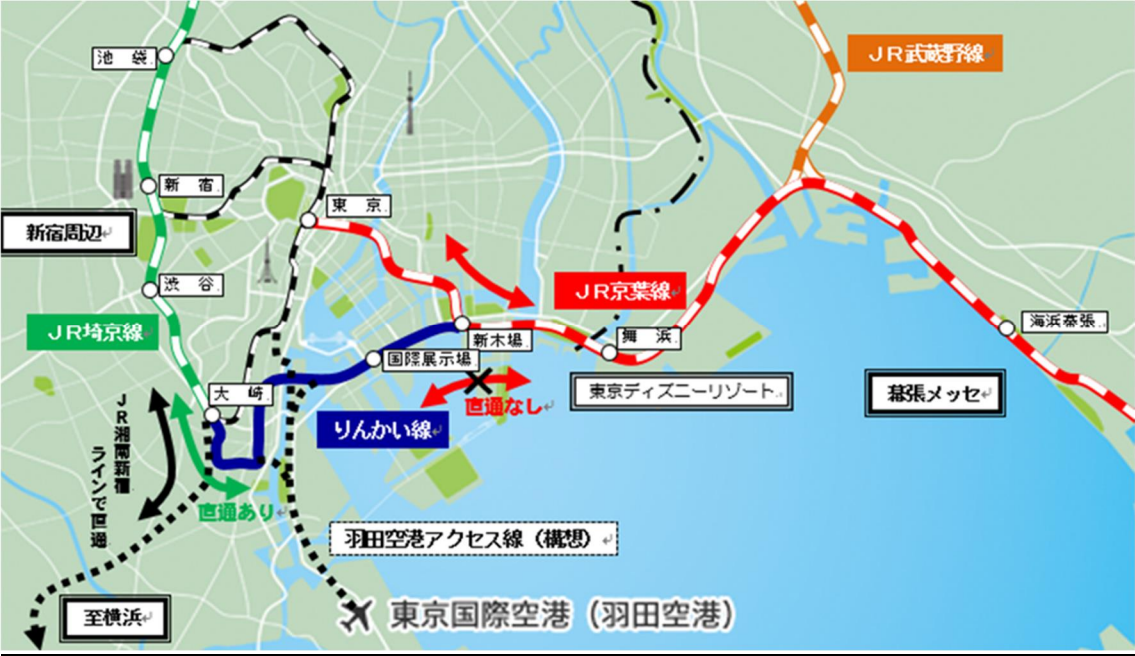 池袋
JR武蔵野線
新宿
東京
新宿周辺
渋谷
JR京葉線
JR埼京線
新木場
舞浜
海浜幕張
国際展示場
大崎
直通なし
東京ディズニーリゾート
幕張メッセ
りんかい線
JR湘南新宿
ラインで直通
直通あり
羽田空港アクセス線（構想）
至横浜
東京国際空港（羽田空港）